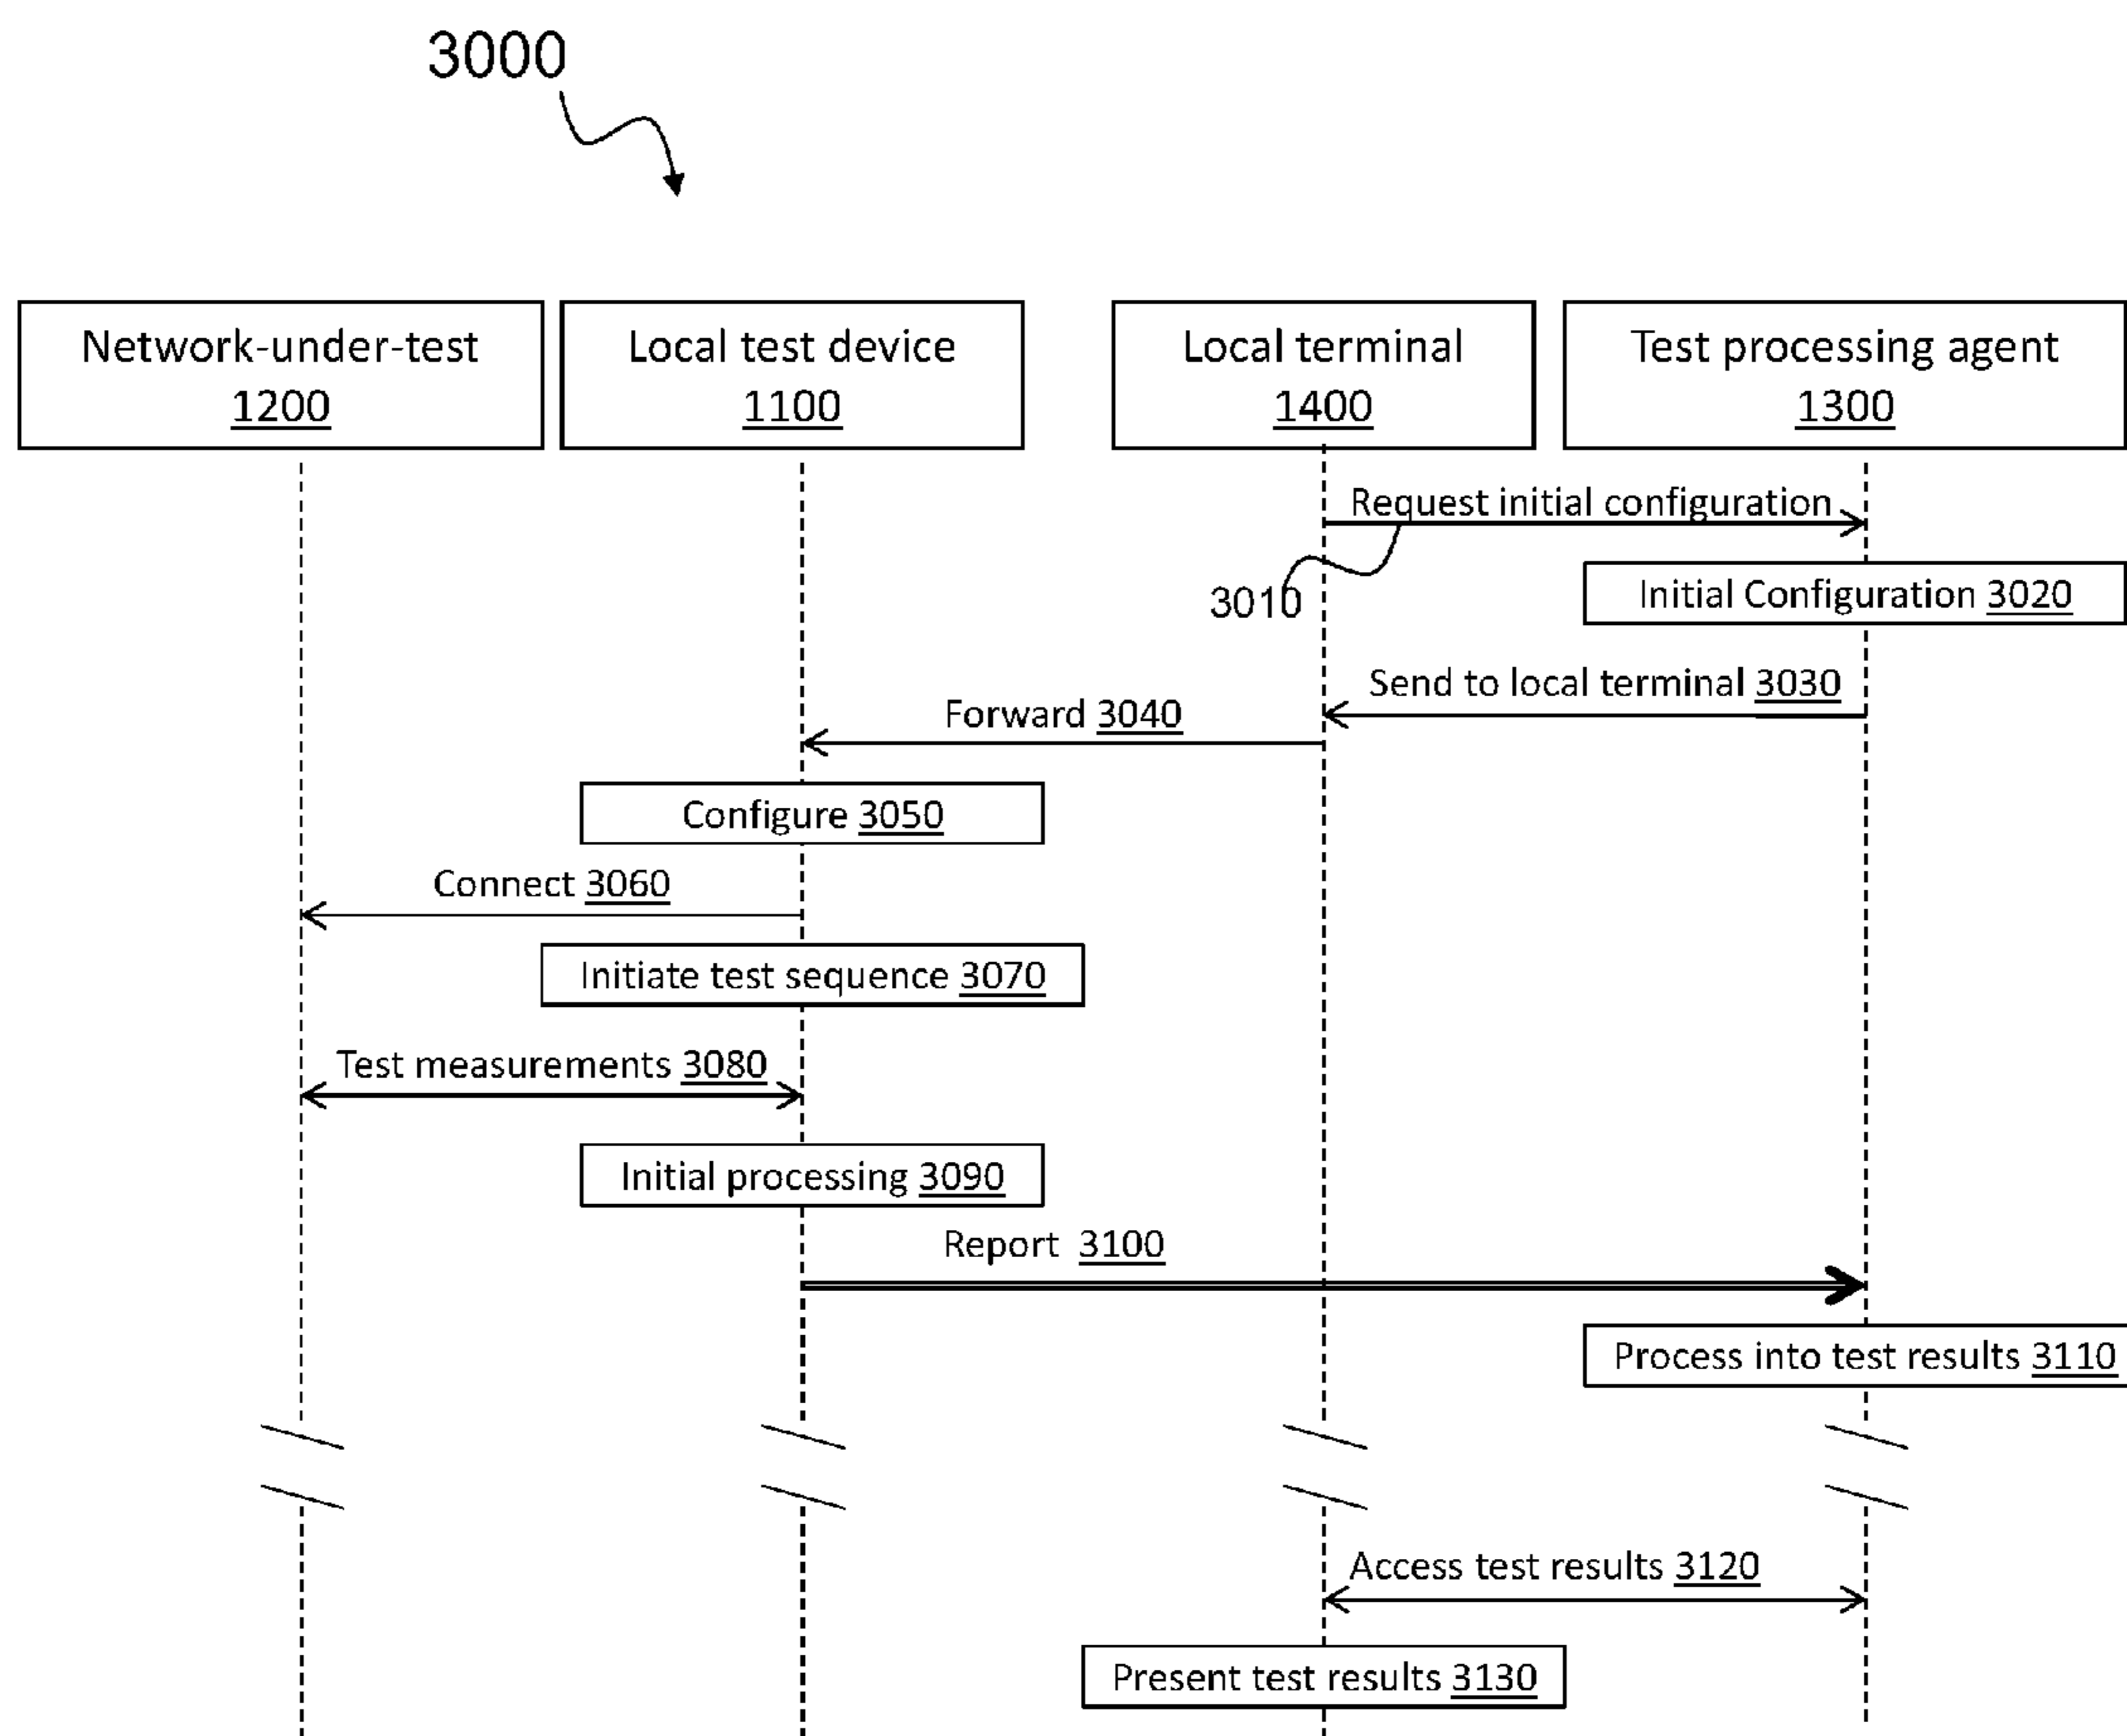 3000
Network-under-test
1200
Local test device
1100
Local terminal
1400
Test processing agent
1300
Request initial configuration
3010
Initial Configuration 3020
Send to local terminal 3030
Forward 3040
Configure 3050
Connect 3060
Initiate test sequence 3070
Test measurements 3080
Initial processing 3090
Report 3100
Process into test results 3110
Access test results 3120
Present test results 3130